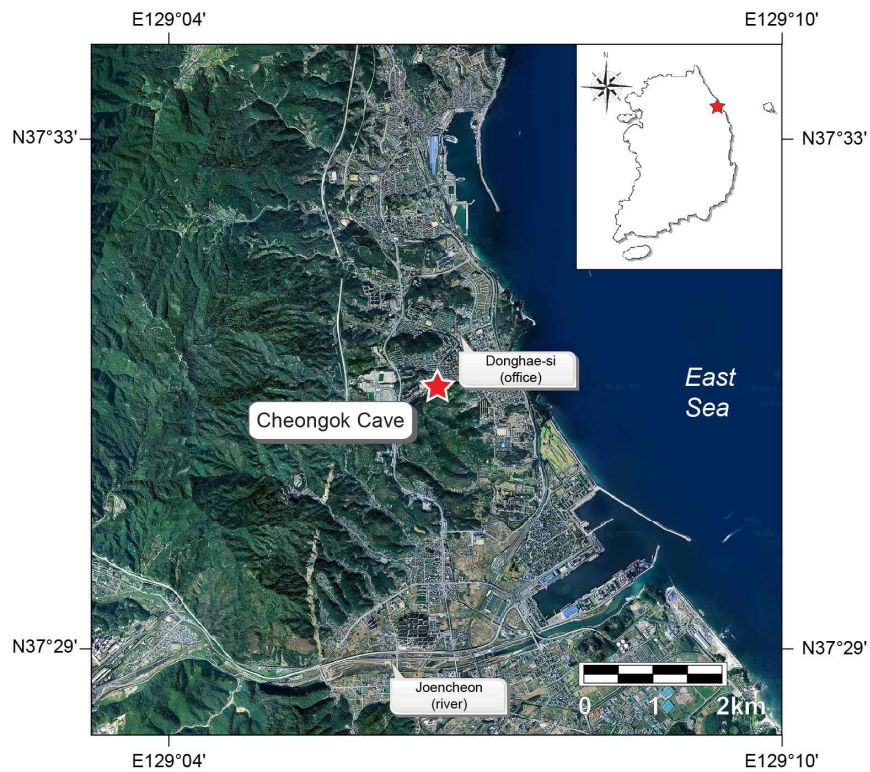 E129°04'
E129°10'
N
N37°33'
N37°33'
Donghae-si
(office)
East
Sea
Cheongok Cave
N37°29'
N37°29'
Joencheon
(river)
0 1 2km
E129°04'
E129°10'